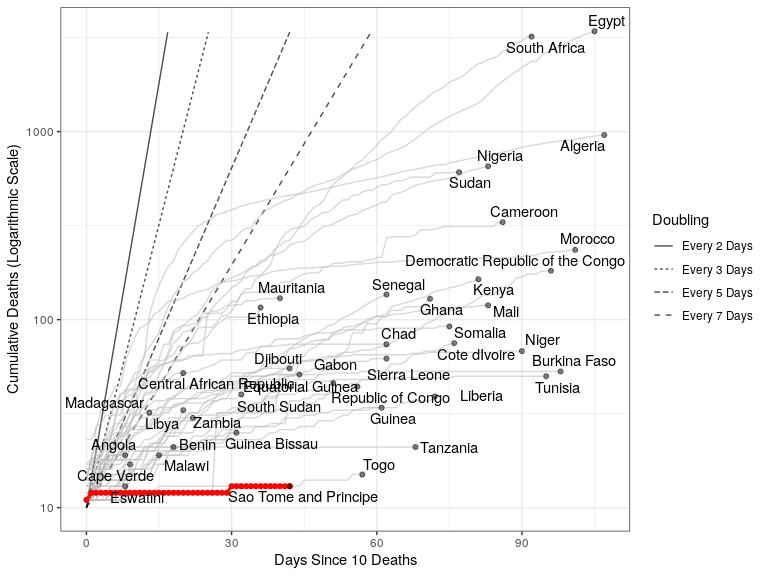 Egypt
South Africa
1000
Algeria
Nigeria
Sudan
Cameroon
Morocco
Democratic Republic of the Congo
Mauritania
Senegal
Kenya
Ghana
Mali
Ethiopia
100
Chad
Somalia
Niger
Djibouti
Gabon
Cote dIvoire
Burkina Faso
Central African Republic
Equatorial Guinea
Sierra Leone
Tunisia
Madagascar
South Sudan
Republic of Congo
Liberia
Libya
Zambia
Guinea
Angola
Benin
Guinea Bissau
Tanzania
Malawi
Togo
Cape Verde
Eswatini
Sao Tome and Principe
10
0
30
60
90
Days Since 10 Deaths
Cumulative Deaths (Logarithmic Scale)
Doubling
Every 2 Days
Every 3 Days
Every 5 Days
Every 7 Days